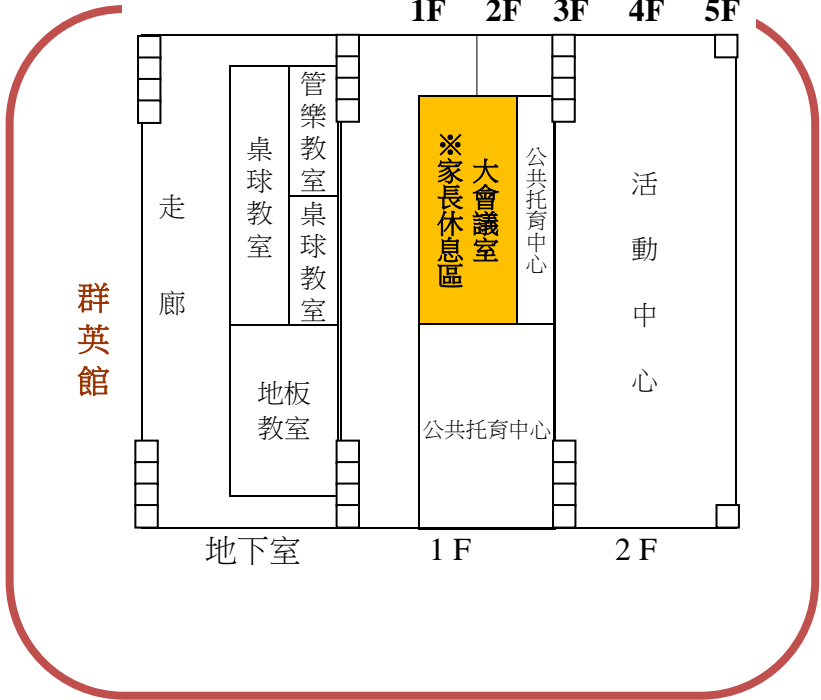 1F 2F 3F 4F 5F
群英館
走廊
桌球教室
管樂教室
桌球教室
地板
教室
大會議室
※家長休息區
公共托育中心
公共托育中心
活動中心
地下室
1 F
2 F